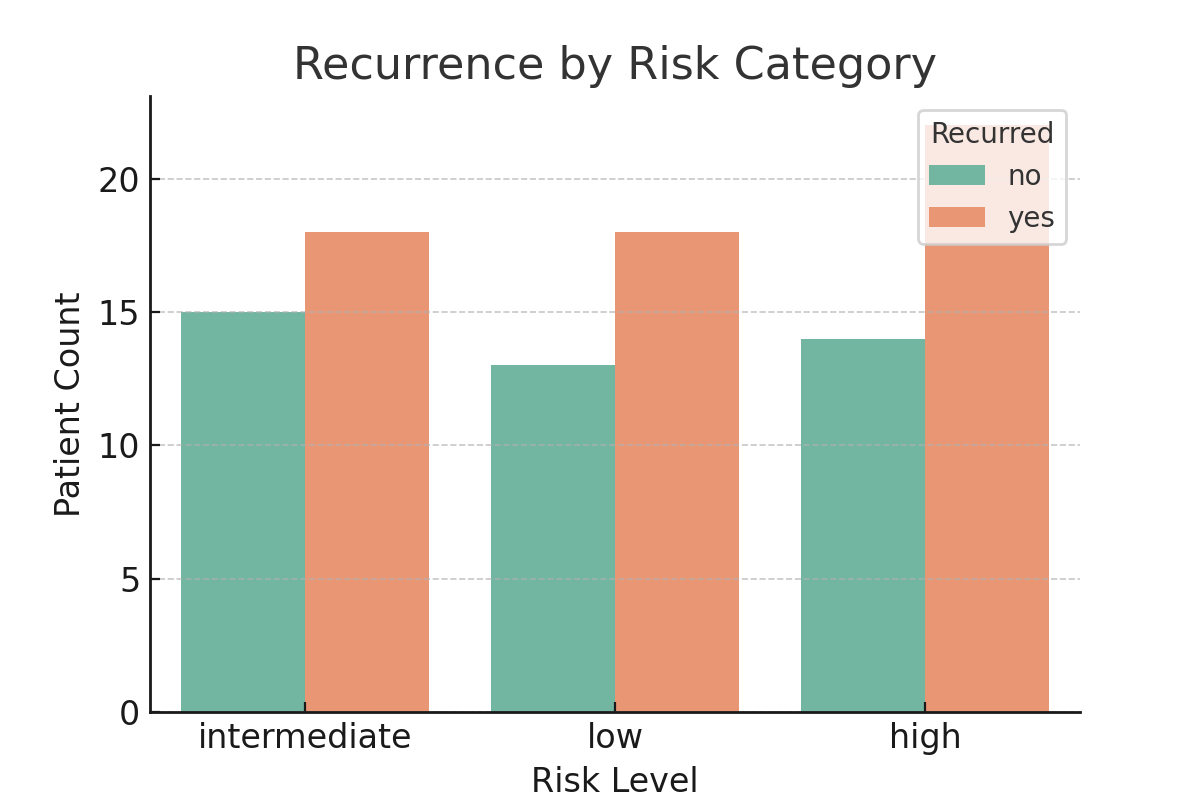 Recurrence by Risk Category
Recurred
no
yes
Patient Count
20
15
10
5
0
intermediate
low
high
Risk Level